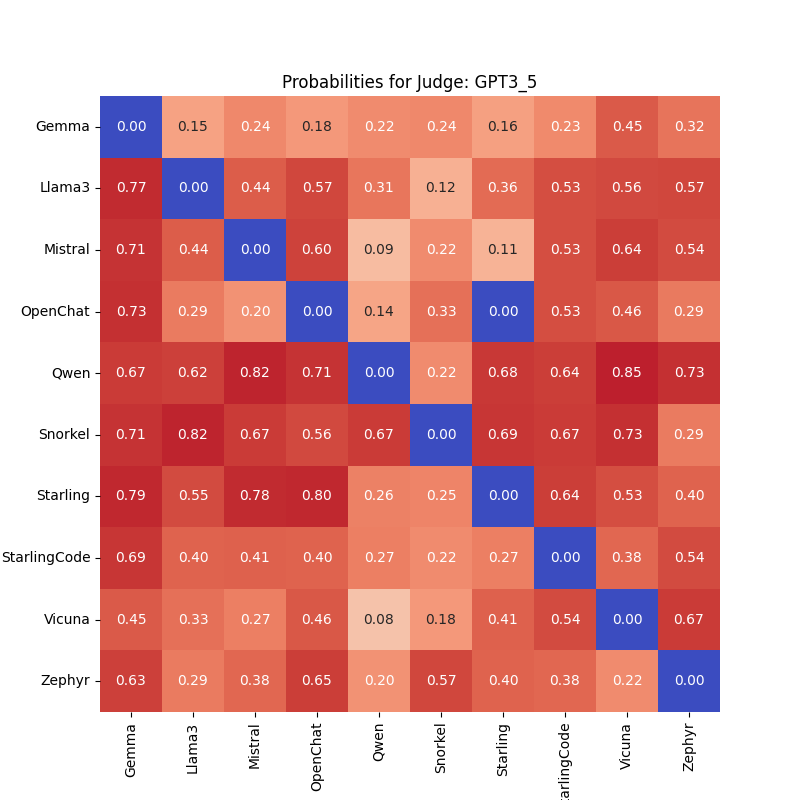 Probabilities for Judge: GPT3_5
Gemma 0.00 0.15 0.24 0.18 0.22 0.24 0.16 0.23 0.45 0.32
Llama3 0.77 0.00 0.44 0.57 0.31 0.12 0.36 0.53 0.56 0.57
Mistral 0.71 0.44 0.00 0.60 0.09 0.22 0.11 0.53 0.64 0.54
OpenChat 0.73 0.29 0.20 0.00 0.14 0.33 0.00 0.53 0.46 0.29
Qwen 0.67 0.62 0.82 0.71 0.00 0.22 0.68 0.64 0.85 0.73
Snorkel 0.71 0.82 0.67 0.56 0.67 0.00 0.69 0.67 0.73 0.29
Starling 0.79 0.55 0.78 0.80 0.26 0.25 0.00 0.64 0.53 0.40
StarlingCode 0.69 0.40 0.41 0.40 0.27 0.22 0.27 0.00 0.38 0.54
Vicuna 0.45 0.33 0.27 0.46 0.08 0.18 0.41 0.54 0.00 0.67
Zephyr 0.63 0.29 0.38 0.65 0.20 0.57 0.40 0.38 0.22 0.00
Gemma Llama3 Mistral OpenChat Qwen Snorkel Starling arlingCode Vicuna Zephyr